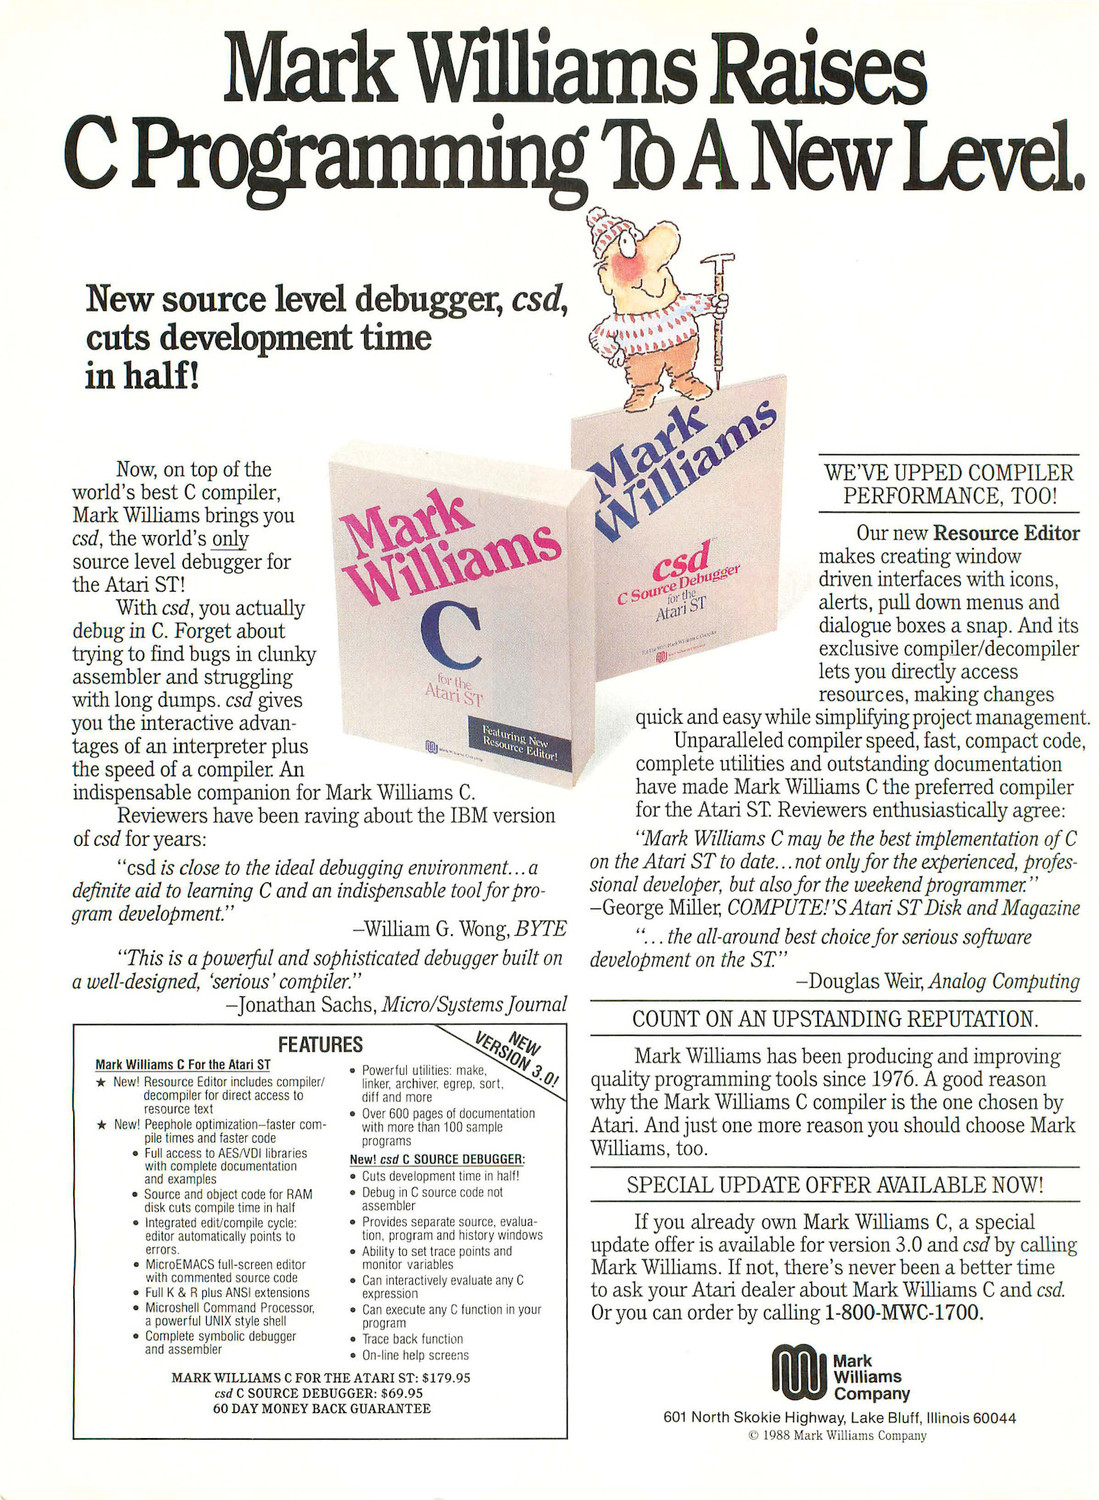 Mark Williams Raises
C Programming To A New Level.
New source level debugger, csd,
cuts development time
in half!
Now, on top of the
world's best C compiler,
Mark Williams brings you
csd, the world's only
source level debugger for
the Atari ST!
With csd, you actually
debug in C. Forget about
trying to find bugs in clunky
assembler and struggling
with long dumps. csd gives
you the interactive advan-
tages of an interpreter plus
the speed of a compiler. An
indispensable companion for Mark Williams C.
Reviewers have been raving about the IBM version
of csd for years:
"csd is close to the ideal debugging environment...a
definite aid to learning C and an indispensable tool for pro-
gram development."
–William G. Wong, BYTE
"This is a powerful and sophisticated debugger built on
a well-designed, 'serious' compiler."
–Jonathan Sachs, Micro/Systems Journal
Mark
Williams
C
for the
Atari ST
Featuring New
Resource Editor!
Mark
Williams
csd
C Source Debugger
for the
Atari ST
WE'VE UPPED COMPILER
PERFORMANCE, TOO!
Our new Resource Editor
makes creating window
driven interfaces with icons,
alerts, pull down menus and
dialogue boxes a snap. And its
exclusive compiler/decompiler
lets you directly access
resources, making changes
quick and easy while simplifying project management.
Unparalleled compiler speed, fast, compact code,
complete utilities and outstanding documentation
have made Mark Williams C the preferred compiler
for the Atari ST. Reviewers enthusiastically agree:
"Mark Williams C may be the best implementation of C
on the Atari ST to date...not only for the experienced, profes-
sional developer, but also for the weekend programmer."
–George Miller, COMPUTE!'S Atari ST Disk and Magazine
"...the all-around best choice for serious software
development on the ST."
–Douglas Weir, Analog Computing
COUNT ON AN UPSTANDING REPUTATION.
Mark Williams has been producing and improving
quality programming tools since 1976. A good reason
why the Mark Williams C compiler is the one chosen by
Atari. And just one more reason you should choose Mark
Williams, too.
SPECIAL UPDATE OFFER AVAILABLE NOW!
If you already own Mark Williams C, a special
update offer is available for version 3.0 and csd by calling
Mark Williams. If not, there's never been a better time
to ask your Atari dealer about Mark Williams C and csd.
Or you can order by calling 1-800-MWC-1700.
Mark
Williams
Company
601 North Skokie Highway, Lake Bluff, Illinois 60044
© 1988 Mark Williams Company
FEATURES
NEW
VERSION 3.0!
Mark Williams C For the Atari ST
★ New! Resource Editor includes compiler/
decompiler for direct access to
resource text
★ New! Peephole optimization–faster com-
pile times and faster code
• Full access to AES/VDI libraries
with complete documentation
and examples
• Source and object code for RAM
disk cuts compile time in half
• Integrated edit/compile cycle:
editor automatically points to
errors.
• MicroEMACS full-screen editor
with commented source code
• Full K & R plus ANSI extensions
• Microshell Command Processor,
a powerful UNIX style shell
• Complete symbolic debugger
and assembler
• Powerful utilities: make,
linker, archiver, egrep, sort,
diff and more
• Over 600 pages of documentation
with more than 100 sample
programs
New! csd C SOURCE DEBUGGER:
• Cuts development time in half!
• Debug in C source code not
assembler
• Provides separate source, evalua-
tion, program and history windows
• Ability to set trace points and
monitor variables
• Can interactively evaluate any C
expression
• Can execute any C function in your
program
• Trace back function
• On-line help screens
MARK WILLIAMS C FOR THE ATARI ST: $179.95
csd C SOURCE DEBUGGER: $69.95
60 DAY MONEY BACK GUARANTEE